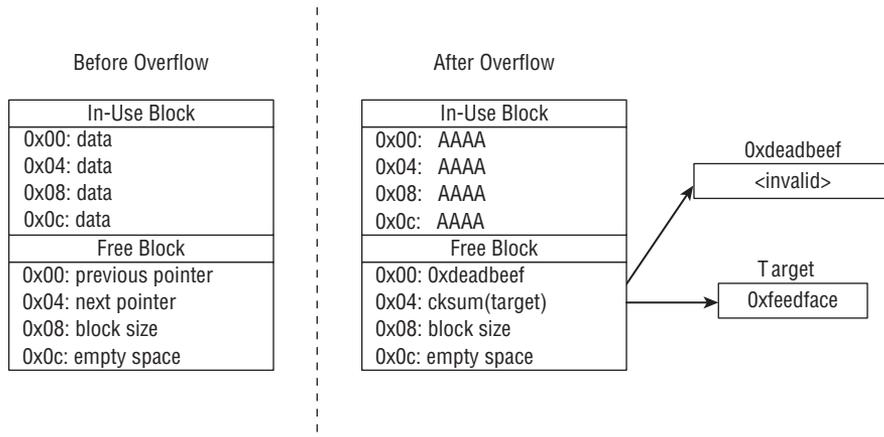 Before Overflow
In-Use Block
0x00: data
0x04: data
0x08: data
0x0c: data
Free Block
0x00: previous pointer
0x04: next pointer
0x08: block size
0x0c: empty space
After Overflow
In-Use Block
0x00: AAAA
0x04: AAAA
0x08: AAAA
0x0c: AAAA
Free Block
0x00: 0xdeadbeef
0x04: cksum(target)
0x08: block size
0x0c: empty space
0xdeadbeef
<invalid>
Target
0xfeedface